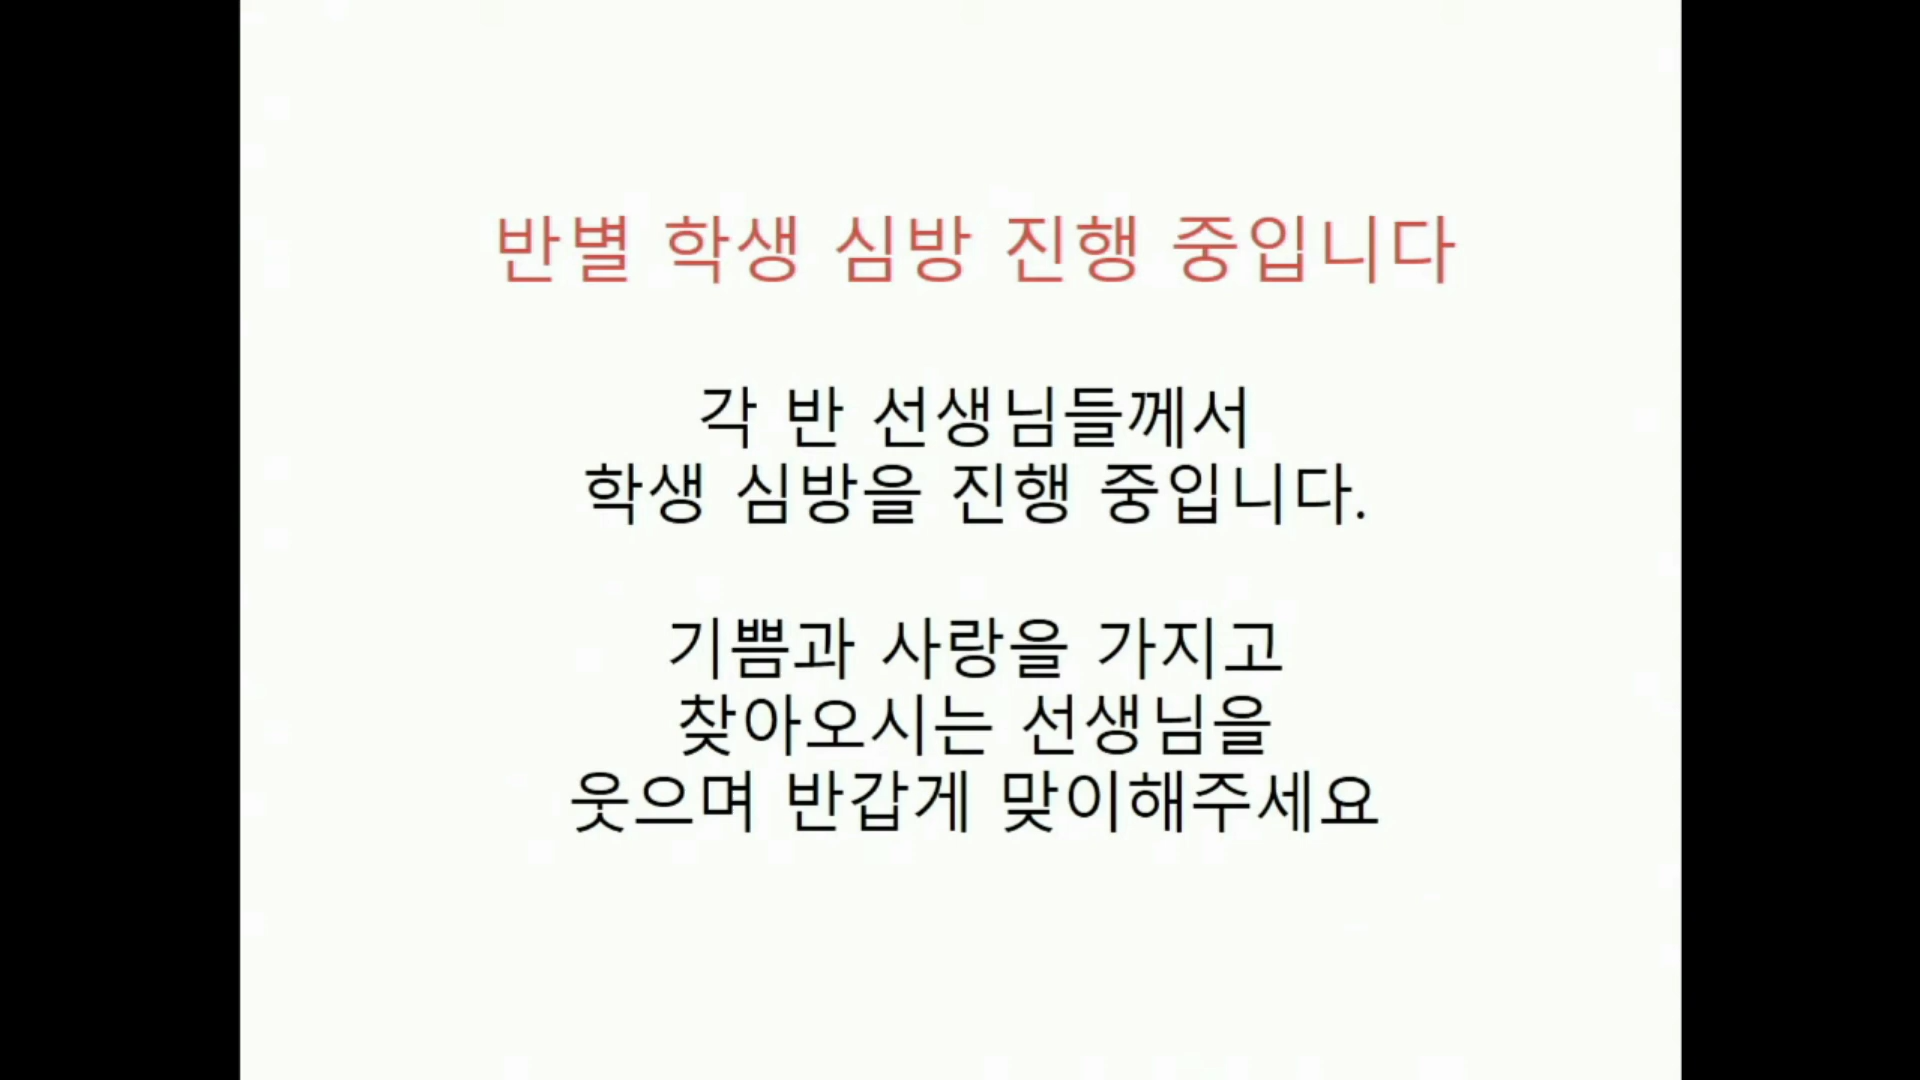 반별 학생 심방 진행 중입니다
각 반 선생님들께서
학생 심방을 진행 중입니다.
기쁨과 사랑을 가지고
찾아오시는 선생님을
웃으며 반갑게 맞이해주세요